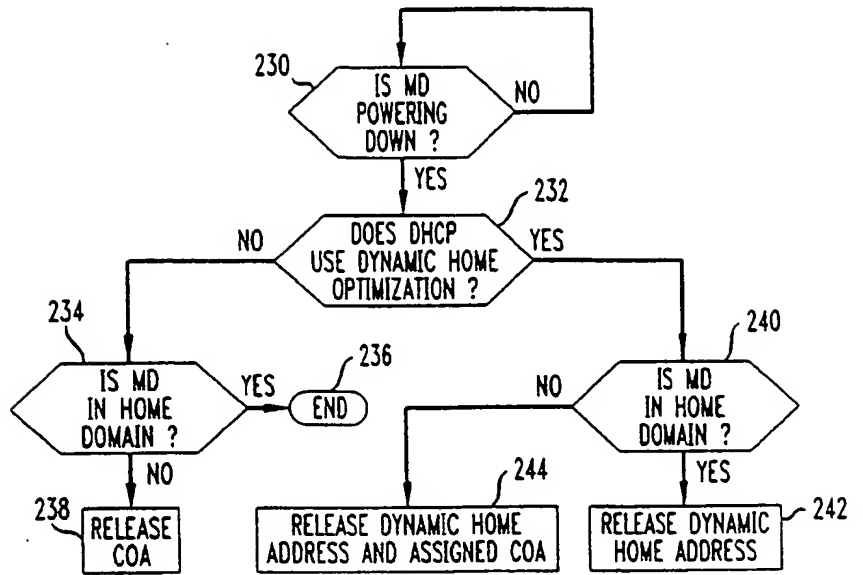 230
IS MD
POWERING
DOWN ?
NO
YES
232
DOES DHCP
USE DYNAMIC HOME
OPTIMIZATION ?
NO
YES
234
IS MD
IN HOME
DOMAIN ?
YES
236
END
NO
238
RELEASE
COA
240
IS MD
IN HOME
DOMAIN ?
NO
YES
244
RELEASE DYNAMIC HOME
ADDRESS AND ASSIGNED COA
242
RELEASE DYNAMIC
HOME ADDRESS